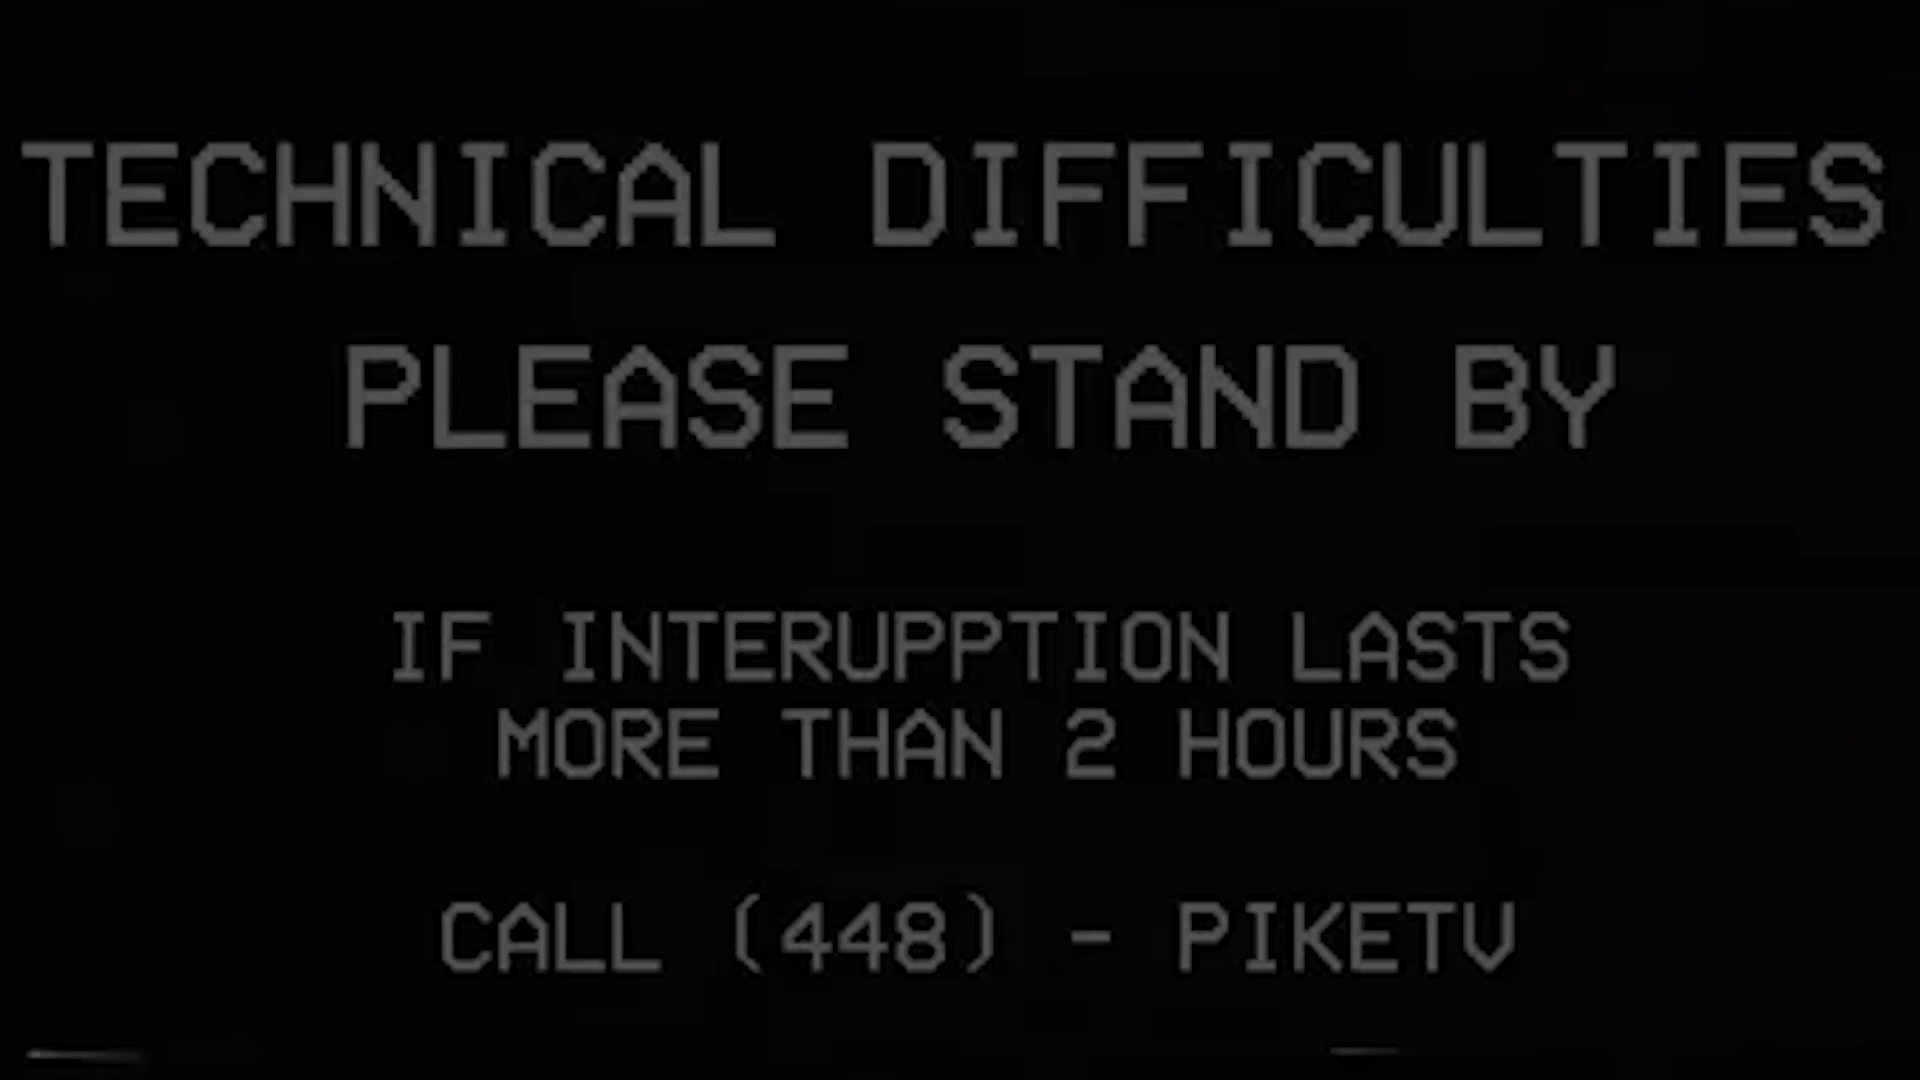 TECHNICAL DIFFICULTIES
PLEASE STAND BY
IF INTERUPPTION LASTS
MORE THAN 2 HOURS
CALL (448) - PIKETV